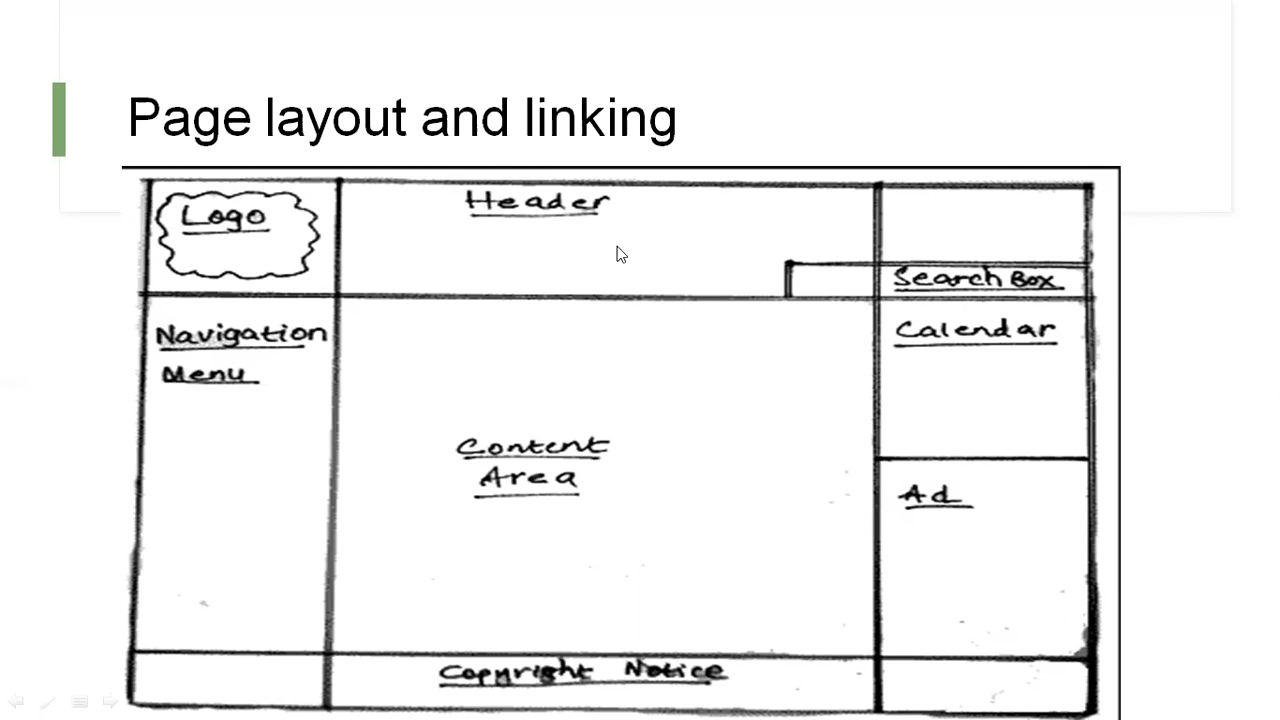 Page layout and linking
Logo
Header
Search Box
Navigation
Menu
Calendar
Content
Area
Ad
Copyright Notice